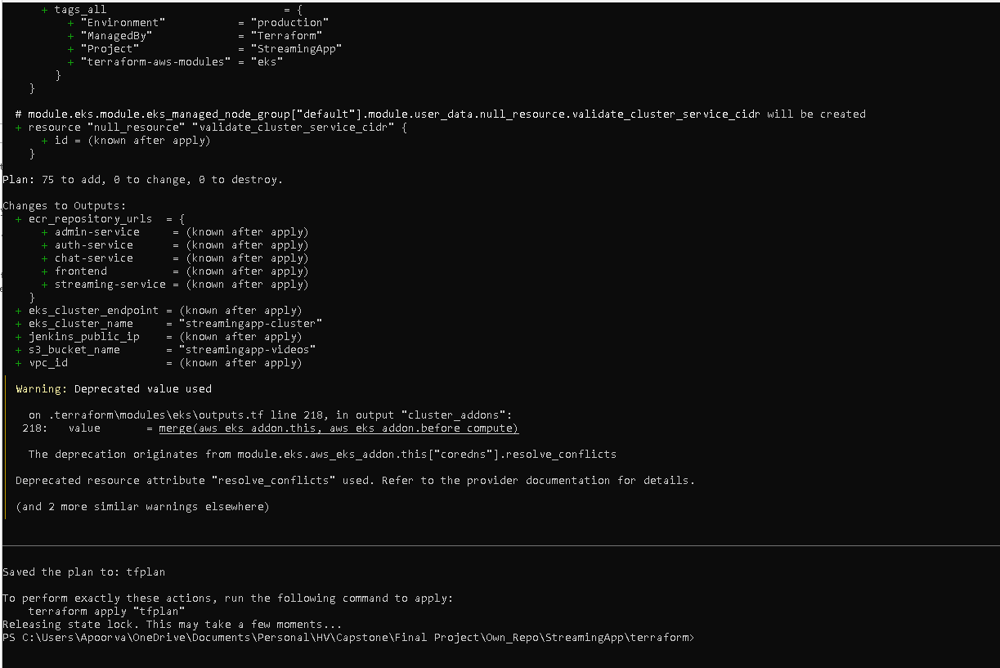 + tags_all = {
+ "Environment" = "production"
+ "ManagedBy" = "Terraform"
+ "Project" = "StreamingApp"
+ "terraform-aws-modules" = "eks"
}
}
# module.eks.module.eks_managed_node_group["default"].module.user_data.null_resource.validate_cluster_service_cidr will be created
+ resource "null_resource" "validate_cluster_service_cidr" {
+ id = (known after apply)
}
Plan: 75 to add, 0 to change, 0 to destroy.
Changes to Outputs:
+ ecr_repository_urls = {
+ admin-service = (known after apply)
+ auth-service = (known after apply)
+ chat-service = (known after apply)
+ frontend = (known after apply)
+ streaming-service = (known after apply)
}
+ eks_cluster_endpoint = (known after apply)
+ eks_cluster_name = "streamingapp-cluster"
+ jenkins_public_ip = (known after apply)
+ s3_bucket_name = "streamingapp-videos"
+ vpc_id = (known after apply)
Warning: Deprecated value used
on .terraform\modules\eks\outputs.tf line 218, in output "cluster_addons":
218: value = merge(aws_eks_addon.this, aws_eks_addon.before_compute)
The deprecation originates from module.eks.aws_eks_addon.this["coredns"].resolve_conflicts
Deprecated resource attribute "resolve_conflicts" used. Refer to the provider documentation for details.
(and 2 more similar warnings elsewhere)
Saved the plan to: tfplan
To perform exactly these actions, run the following command to apply:
terraform apply "tfplan"
Releasing state lock. This may take a few moments...
PS C:\Users\Apoorva\OneDrive\Documents\Personal\HV\Capstone\Final Project\Own_Repo\StreamingApp\terraform>